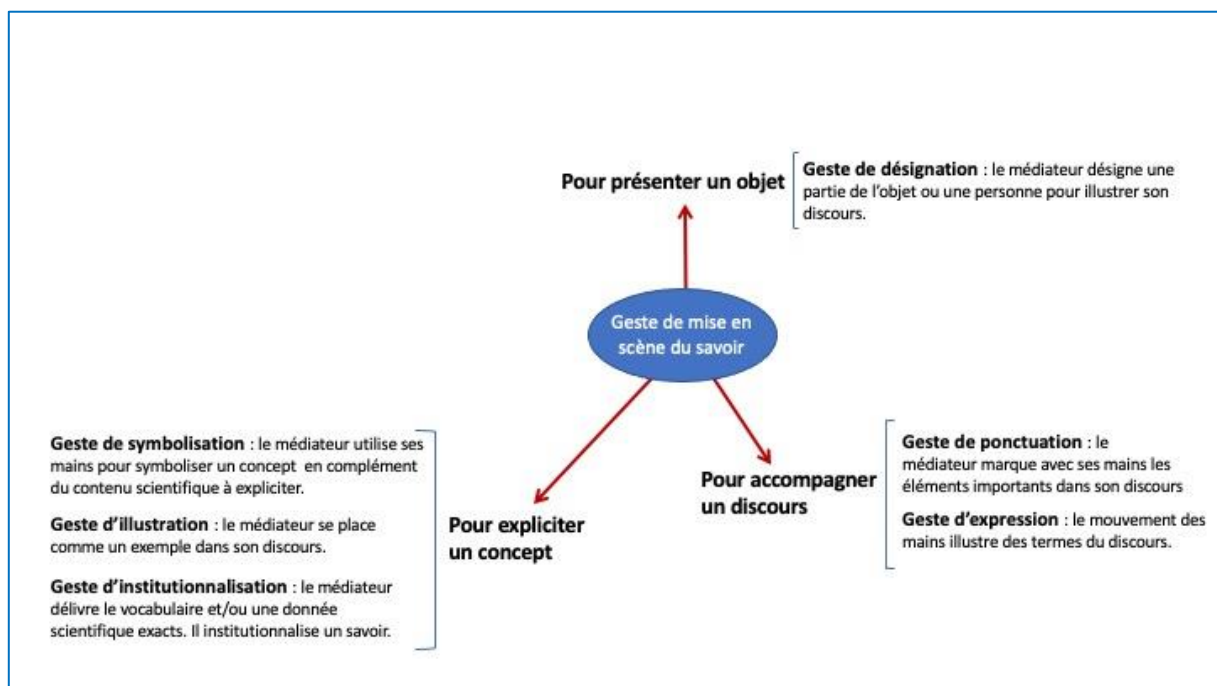 Pour présenter un objet
Geste de désignation : le médiateur désigne une
partie de l'objet ou une personne pour illustrer son
discours.
Geste de mise en
scène du savoir
Geste de symbolisation : le médiateur utilise ses
mains pour symboliser un concept en complément
du contenu scientifique à expliciter.
Geste d'illustration : le médiateur se place
comme un exemple dans son discours.
Geste d'institutionnalisation : le médiateur
délivre le vocabulaire et/ou une donnée
scientifique exacts. Il institutionnalise un savoir.
Pour expliciter
un concept
Pour accompagner
un discours
Geste de ponctuation : le
médiateur marque avec ses mains les
éléments importants dans son discours
Geste d'expression : le mouvement des
mains illustre des termes du discours.